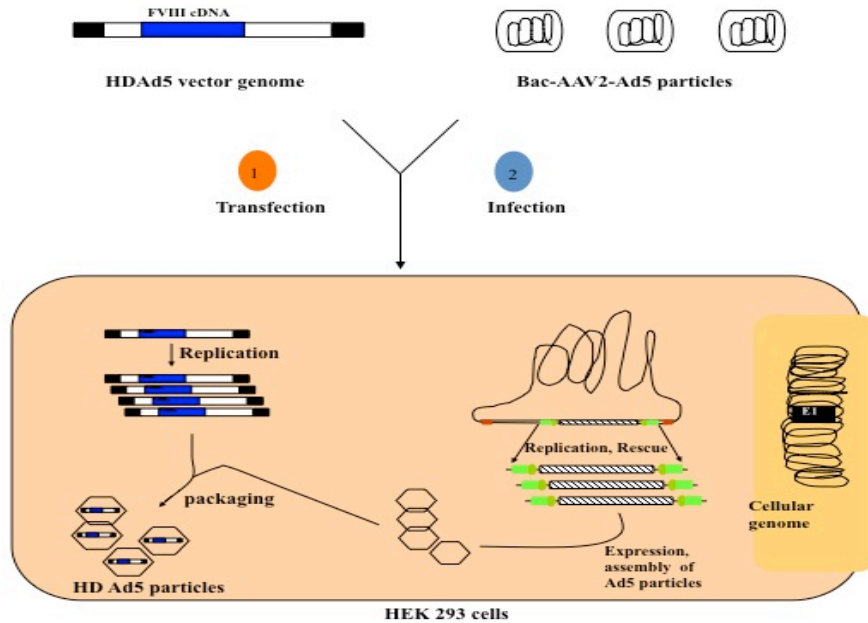 FVIII cDNA
HDAd5 vector genome
Bac-AAV2-Ad5 particles
1
Transfection
2
Infection
Replication
packaging
HD Ad5 particles
Replication, Rescue
Expression,
assembly of
Ad5 particles
E1
Cellular
genome
HEK 293 cells